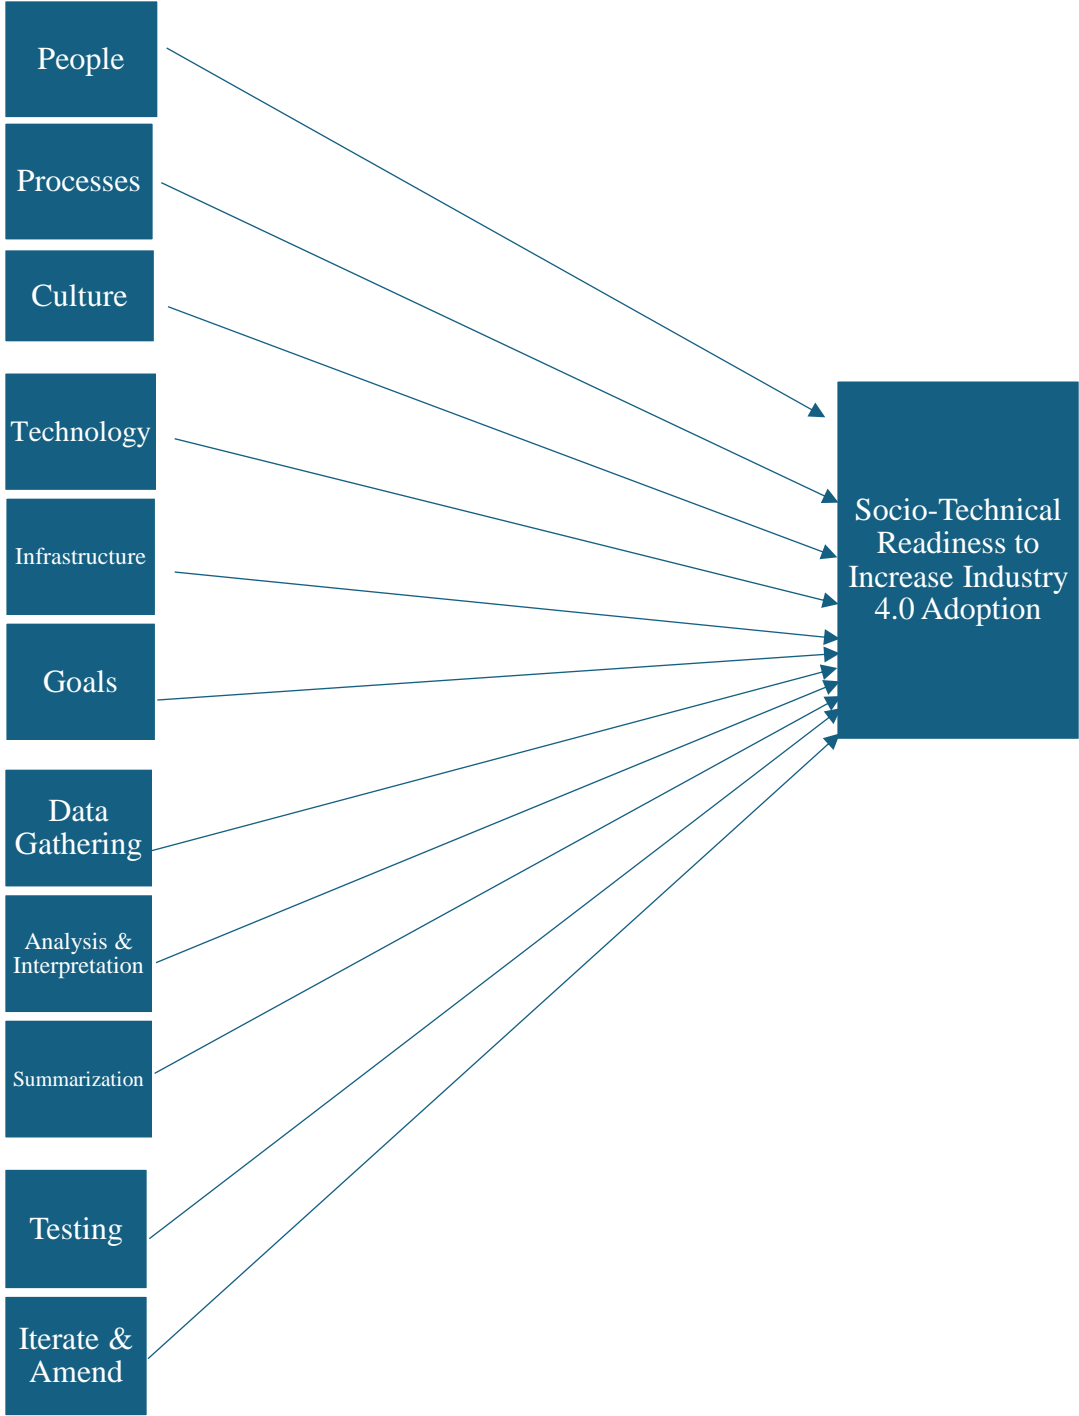 People
Processes
Culture
Technology
Infrastructure
Goals
Data
Gathering
Analysis &
Interpretation
Summarization
Testing
Iterate &
Amend
Socio-Technical
Readiness to
Increase Industry
4.0 Adoption